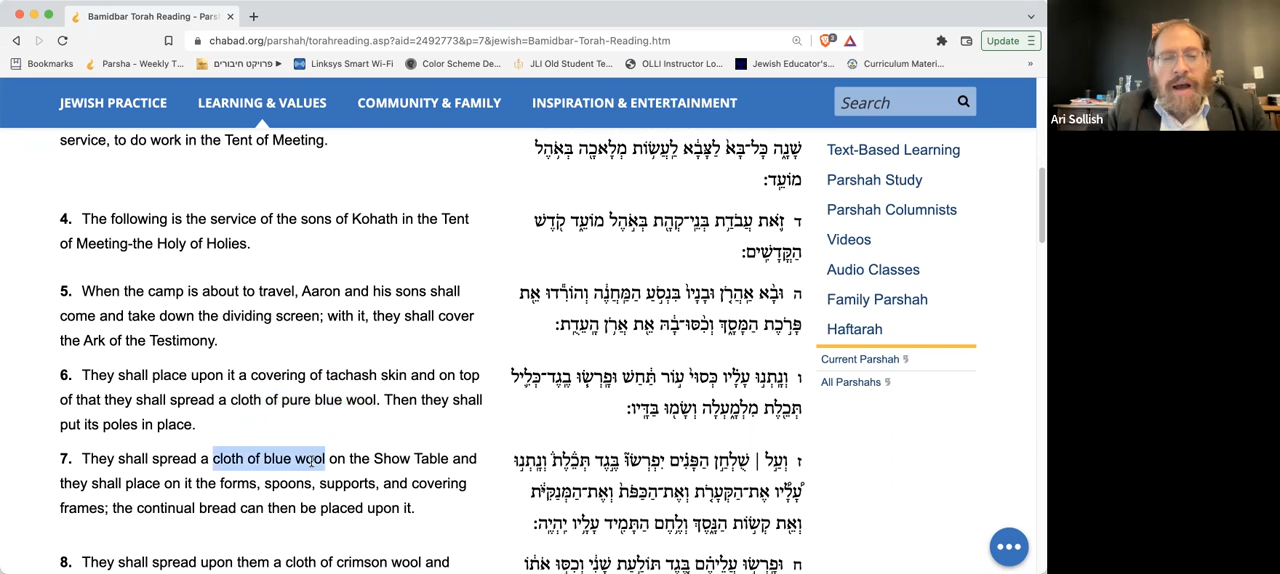 Bamidbar Torah Reading - Parsh
chabad.org/parshah/torahreading.asp?aid=2492773&p=7&jewish=Bamidbar-Torah-Reading.htm
Update
Bookmarks
Parsha - Weekly T...
פרויקט חיבורים
Linksys Smart Wi-Fi
Color Scheme De...
JLI Old Student Te...
OLLI Instructor Lo...
Jewish Educator's...
Curriculum Materi...
JEWISH PRACTICE
LEARNING & VALUES
COMMUNITY & FAMILY
INSPIRATION & ENTERTAINMENT
Search
service, to do work in the Tent of Meeting.
שָׁנָ֑ה כָּל־בָּא֙ לַצָּבָ֔א לַֽעֲשׂ֥וֹת מְלָאכָ֖ה בְּאֹ֥הֶל
מוֹעֵֽד:
4. The following is the service of the sons of Kohath in the Tent
of Meeting-the Holy of Holies.
ד זֹ֛את עֲבֹדַ֥ת בְּנֵֽי־קְהָ֖ת בְּאֹ֣הֶל מוֹעֵ֑ד קֹ֖דֶשׁ
הַקֳּדָשִֽׁים:
5. When the camp is about to travel, Aaron and his sons shall
come and take down the dividing screen; with it, they shall cover
the Ark of the Testimony.
ה וּבָ֨א אַֽהֲרֹ֤ן וּבָנָיו֙ בִּנְסֹ֣עַ הַמַּֽחֲנֶ֔ה וְהוֹרִ֕דוּ אֵ֖ת
פָּרֹ֣כֶת הַמָּסָ֑ךְ וְכִ֨סּוּ־בָ֔הּ אֵ֖ת אֲרֹ֥ן הָֽעֵדֻֽת:
6. They shall place upon it a covering of tachash skin and on top
of that they shall spread a cloth of pure blue wool. Then they shall
put its poles in place.
ו וְנָֽתְנ֣וּ עָלָ֗יו כְּסוּי֙ ע֣וֹר תַּ֔חַשׁ וּפָֽרְשׂ֧וּ בֶֽגֶד־כְּלִ֛יל
תְּכֵ֖לֶת מִלְמָ֑עְלָה וְשָׂמ֖וּ בַּדָּֽיו:
7. They shall spread a cloth of blue wool on the Show Table and
they shall place on it the forms, spoons, supports, and covering
frames; the continual bread can then be placed upon it.
ז וְעַ֣ל | שֻׁלְחַ֣ן הַפָּנִ֗ים יִפְרְשׂוּ֘ בֶּ֣גֶד תְּכֵ֒לֶת֒ וְנָֽתְנ֣וּ
עָ֠לָ֠יו אֶת־הַקְּעָרֹ֤ת וְאֶת־הַכַּפֹּת֙ וְאֶת־הַמְּנַקִּיֹּ֔ת
וְאֵ֖ת קְשׂ֣וֹת הַנָּ֑סֶךְ וְלֶ֥חֶם הַתָּמִ֖יד עָלָ֥יו יִֽהְיֶֽה:
8. They shall spread upon them a cloth of crimson wool and
ח וּפָֽרְשׂ֣וּ עֲלֵיהֶ֗ם בֶּ֚גֶד תּוֹלַ֣עַת שָׁנִ֔י וְכִסּ֣וּ אֹת֔וֹ
Text-Based Learning
Parshah Study
Parshah Columnists
Videos
Audio Classes
Family Parshah
Haftarah
Current Parshah
All Parshahs
Ari Sollish